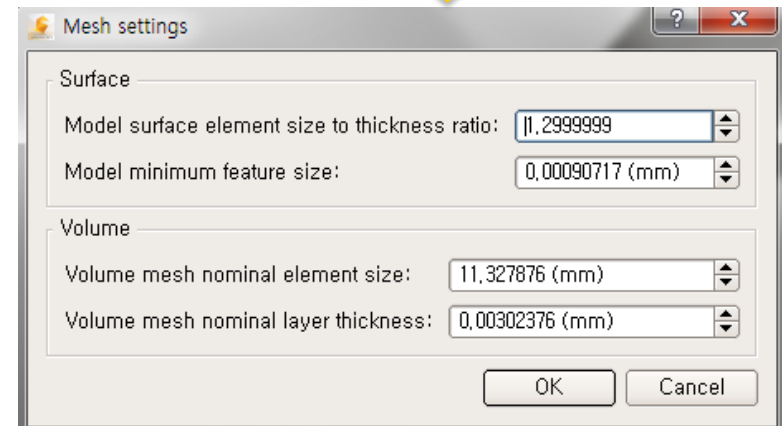 Mesh settings
?
X
Surface
Model surface element size to thickness ratio: 1,2999999
Model minimum feature size: 0,00090717 (mm)
Volume
Volume mesh nominal element size: 11,327876 (mm)
Volume mesh nominal layer thickness: 0,00302376 (mm)
OK Cancel